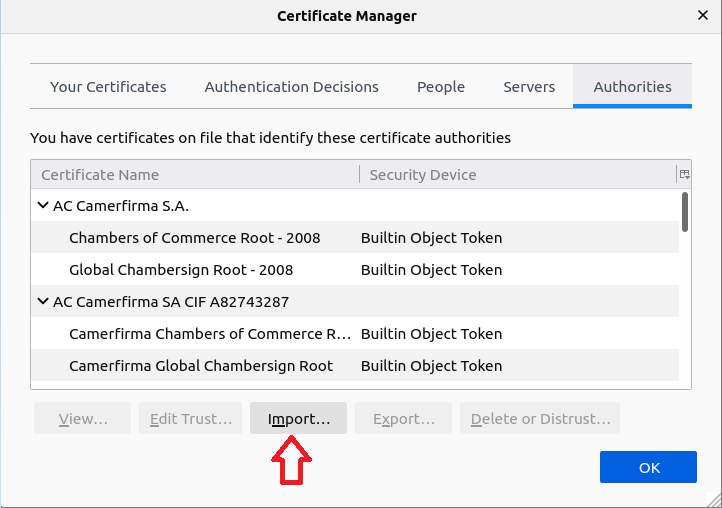 Certificate Manager
Your Certificates Authentication Decisions People Servers Authorities
You have certificates on file that identify these certificate authorities
Certificate Name Security Device
AC Camerfirma S.A.
Chambers of Commerce Root - 2008 Builtin Object Token
Global Chambersign Root - 2008 Builtin Object Token
AC Camerfirma SA CIF A82743287
Camerfirma Chambers of Commerce R... Builtin Object Token
Camerfirma Global Chambersign Root Builtin Object Token
View... Edit Trust... Import... Export... Delete or Distrust...
OK